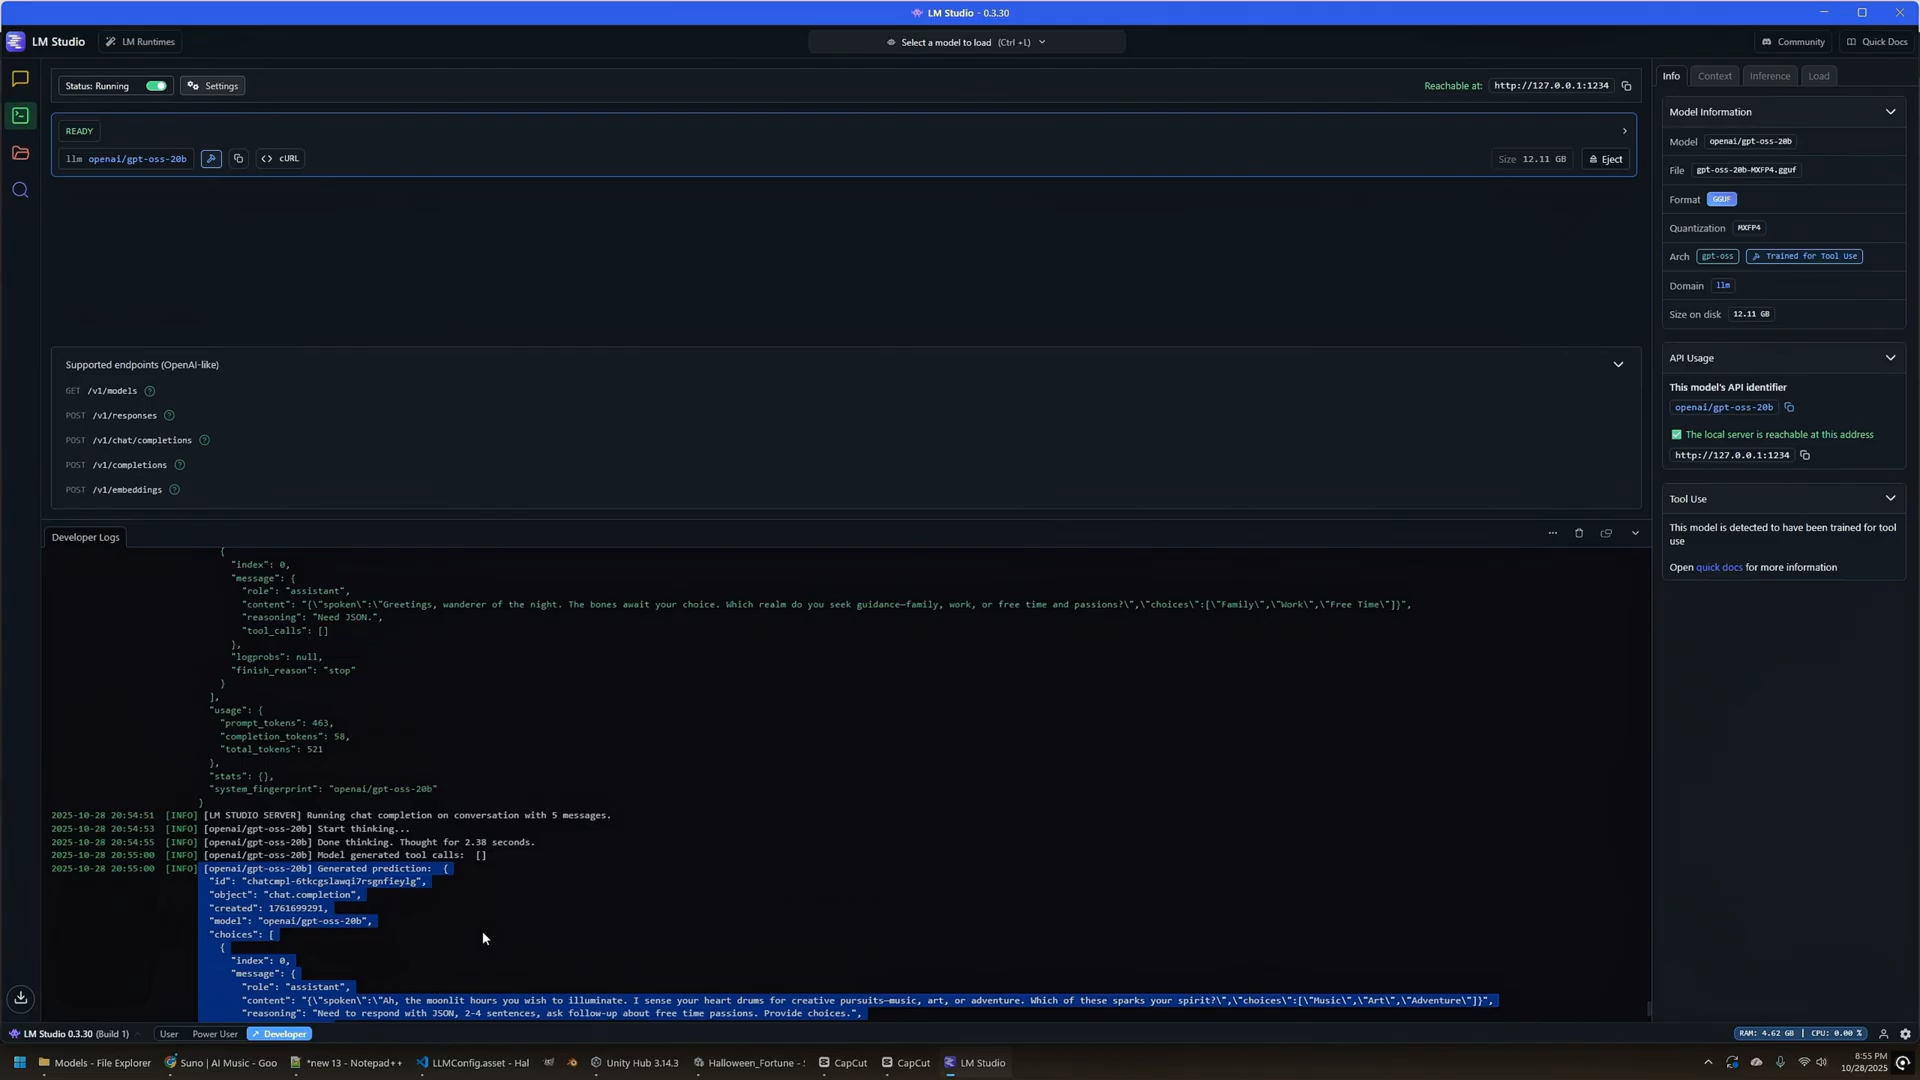 LM Studio - 0.3.30
LM Studio
LM Runtimes
Select a model to load (Ctrl +L)
Community
Quick Docs
Status: Running
Settings
Reachable at: http://127.0.0.1:1234
READY
llm openai/gpt-oss-20b
<> cURL
Size 12.11 GB
Eject
Supported endpoints (OpenAI-like)
GET /v1/models
POST /v1/responses
POST /v1/chat/completions
POST /v1/completions
POST /v1/embeddings
Developer Logs
{
"index": 0,
"message": {
"role": "assistant",
"content": "{\"spoken\":\"Greetings, wanderer of the night. The bones await your choice. Which realm do you seek guidance—family, work, or free time and passions?\",\"choices\":[\"Family\",\"Work\",\"Free Time\"]}",
"reasoning": "Need JSON.",
"tool_calls": []
},
"logprobs": null,
"finish_reason": "stop"
}
],
"usage": {
"prompt_tokens": 463,
"completion_tokens": 58,
"total_tokens": 521
},
"stats": {},
"system_fingerprint": "openai/gpt-oss-20b"
}
2025-10-28 20:54:51 [INFO] [LM STUDIO SERVER] Running chat completion on conversation with 5 messages.
2025-10-28 20:54:53 [INFO] [openai/gpt-oss-20b] Start thinking...
2025-10-28 20:54:55 [INFO] [openai/gpt-oss-20b] Done thinking. Thought for 2.38 seconds.
2025-10-28 20:55:00 [INFO] [openai/gpt-oss-20b] Model generated tool calls: []
2025-10-28 20:55:00 [INFO] [openai/gpt-oss-20b] Generated prediction: {
"id": "chatcmpl-6tkcgslawqi7rsgnfieylg",
"object": "chat.completion",
"created": 1761699291,
"model": "openai/gpt-oss-20b",
"choices": [
{
"index": 0,
"message": {
"role": "assistant",
"content": "{\"spoken\":\"Ah, the moonlit hours you wish to illuminate. I sense your heart drums for creative pursuits—music, art, or adventure. Which of these sparks your spirit?\",\"choices\":[\"Music\",\"Art\",\"Adventure\"]}",
"reasoning": "Need to respond with JSON, 2-4 sentences, ask follow-up about free time passions. Provide choices.",
Info
Context
Inference
Load
Model Information
Model openai/gpt-oss-20b
File gpt-oss-20b-MXFP4.gguf
Format GGUF
Quantization MXFP4
Arch gpt-oss Trained for Tool Use
Domain llm
Size on disk 12.11 GB
API Usage
This model's API identifier
openai/gpt-oss-20b
The local server is reachable at this address
http://127.0.0.1:1234
Tool Use
This model is detected to have been trained for tool
use
Open quick docs for more information
LM Studio 0.3.30 (Build 1)
User
Power User
Developer
RAM: 4.62 GB | CPU: 0.00 %
Models - File Explorer
Suno | AI Music - Goo
*new 13 - Notepad++
LLMConfig.asset - Hal
Unity Hub 3.14.3
Halloween_Fortune - S
CapCut
CapCut
LM Studio
8:55 PM
10/28/2025